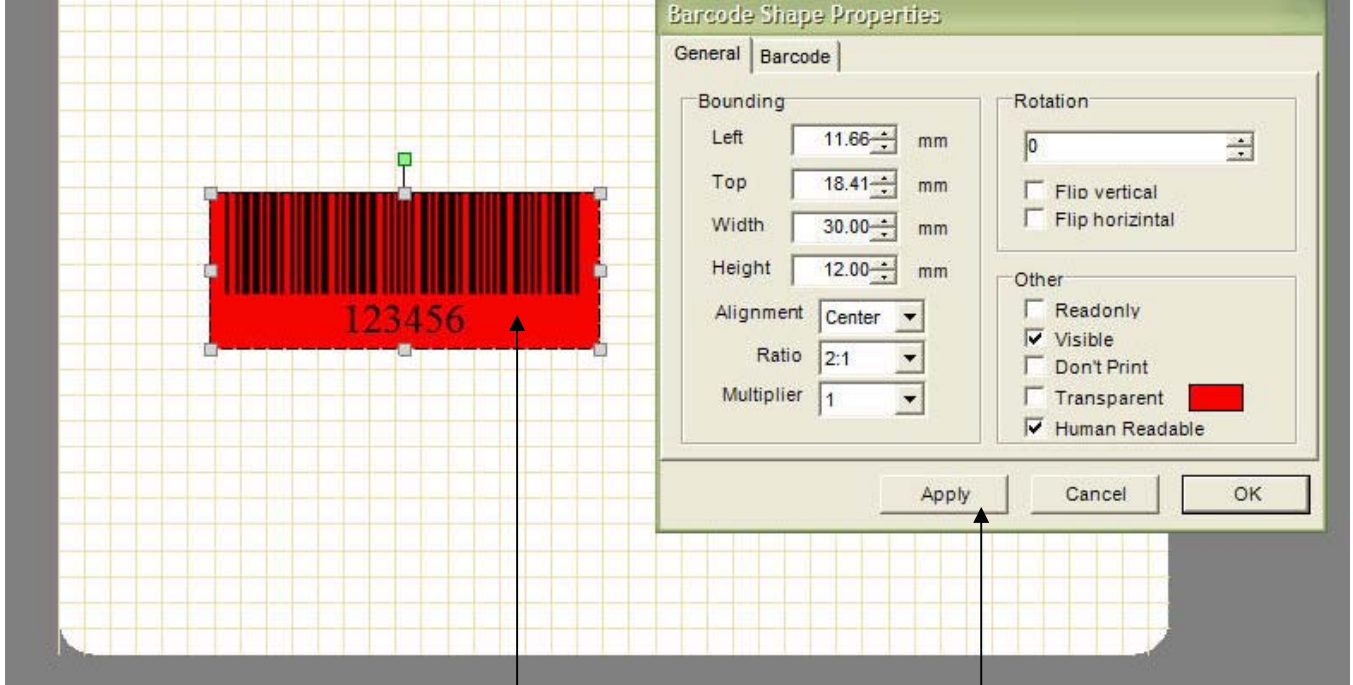 Barcode Shape Properties
General Barcode
Bounding
Left 11.66 mm
Top 18.41 mm
Width 30.00 mm
Height 12.00 mm
Alignment Center
Ratio 2:1
Multiplier 1
Rotation
0
Flip vertical
Flip horizintal
Other
Readonly
Visible
Don't Print
Transparent
Human Readable
Apply Cancel OK
123456